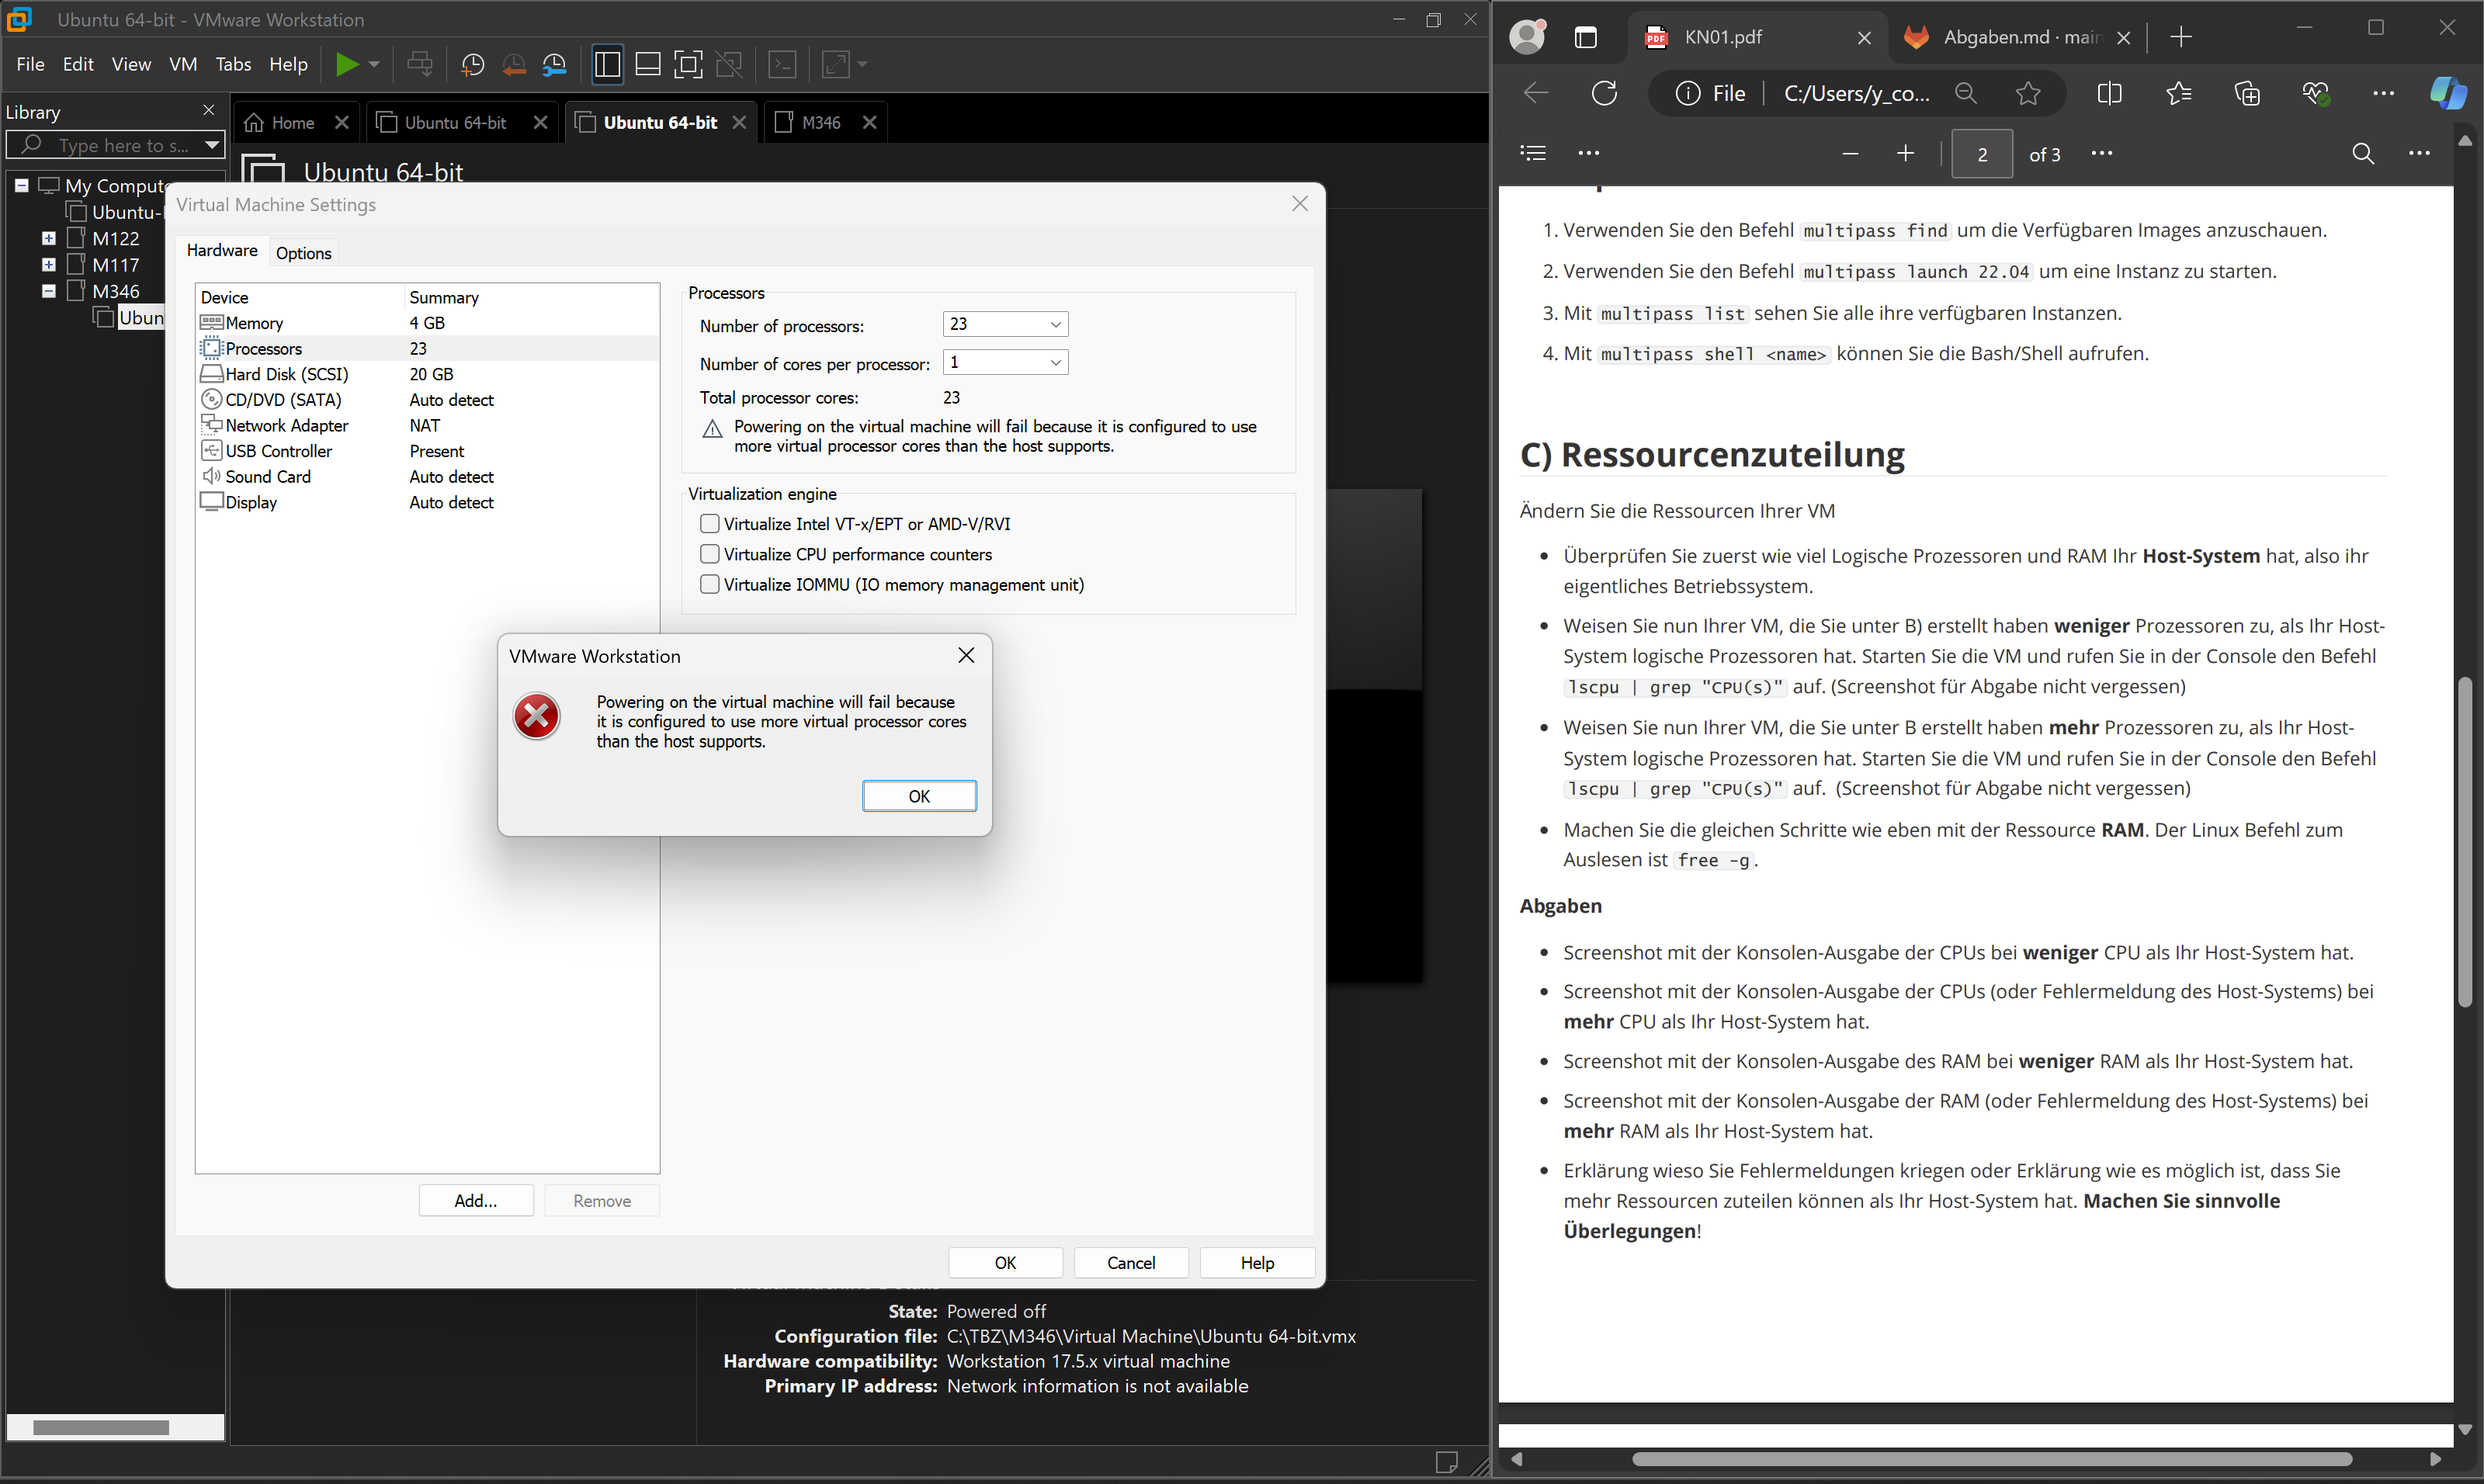 Ubuntu 64-bit - VMware Workstation
File Edit View VM Tabs Help
Library
Type here to s...
My Compute
Ubuntu-
M122
M117
M346
Ubun
Home
Ubuntu 64-bit
Ubuntu 64-bit
M346
Ubuntu 64-bit
Virtual Machine Settings
Hardware
Options
Device Summary
Memory 4 GB
Processors 23
Hard Disk (SCSI) 20 GB
CD/DVD (SATA) Auto detect
Network Adapter NAT
USB Controller Present
Sound Card Auto detect
Display Auto detect
Processors
Number of processors: 23
Number of cores per processor: 1
Total processor cores: 23
Powering on the virtual machine will fail because it is configured to use
more virtual processor cores than the host supports.
Virtualization engine
Virtualize Intel VT-x/EPT or AMD-V/RVI
Virtualize CPU performance counters
Virtualize IOMMU (IO memory management unit)
VMware Workstation
Powering on the virtual machine will fail because
it is configured to use more virtual processor cores
than the host supports.
OK
Add... Remove
OK Cancel Help
State: Powered off
Configuration file: C:\TBZ\M346\Virtual Machine\Ubuntu 64-bit.vmx
Hardware compatibility: Workstation 17.5.x virtual machine
Primary IP address: Network information is not available
PDF
KN01.pdf
Abgaben.md · main
File C:/Users/y_co...
2 of 3
1. Verwenden Sie den Befehl multipass find um die Verfügbaren Images anzuschauen.
2. Verwenden Sie den Befehl multipass launch 22.04 um eine Instanz zu starten.
3. Mit multipass list sehen Sie alle ihre verfügbaren Instanzen.
4. Mit multipass shell <name> können Sie die Bash/Shell aufrufen.
C) Ressourcenzuteilung
Ändern Sie die Ressourcen Ihrer VM
• Überprüfen Sie zuerst wie viel Logische Prozessoren und RAM Ihr Host-System hat, also ihr
eigentliches Betriebssystem.
• Weisen Sie nun Ihrer VM, die Sie unter B) erstellt haben weniger Prozessoren zu, als Ihr Host-
System logische Prozessoren hat. Starten Sie die VM und rufen Sie in der Console den Befehl
lscpu | grep "CPU(s)" auf. (Screenshot für Abgabe nicht vergessen)
• Weisen Sie nun Ihrer VM, die Sie unter B erstellt haben mehr Prozessoren zu, als Ihr Host-
System logische Prozessoren hat. Starten Sie die VM und rufen Sie in der Console den Befehl
lscpu | grep "CPU(s)" auf. (Screenshot für Abgabe nicht vergessen)
• Machen Sie die gleichen Schritte wie eben mit der Ressource RAM. Der Linux Befehl zum
Auslesen ist free -g.
Abgaben
• Screenshot mit der Konsolen-Ausgabe der CPUs bei weniger CPU als Ihr Host-System hat.
• Screenshot mit der Konsolen-Ausgabe der CPUs (oder Fehlermeldung des Host-Systems) bei
mehr CPU als Ihr Host-System hat.
• Screenshot mit der Konsolen-Ausgabe des RAM bei weniger RAM als Ihr Host-System hat.
• Screenshot mit der Konsolen-Ausgabe der RAM (oder Fehlermeldung des Host-Systems) bei
mehr RAM als Ihr Host-System hat.
• Erklärung wieso Sie Fehlermeldungen kriegen oder Erklärung wie es möglich ist, dass Sie
mehr Ressourcen zuteilen können als Ihr Host-System hat. Machen Sie sinnvolle
Überlegungen!